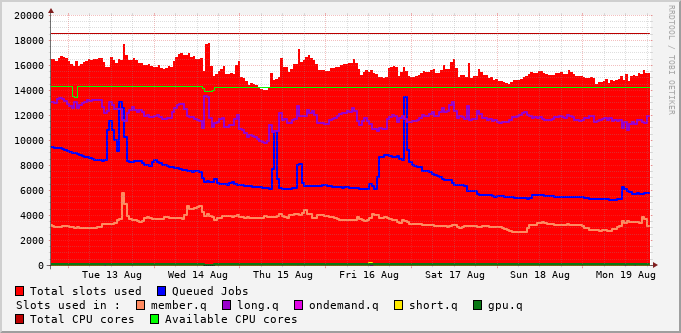 20000
18000
16000
14000
12000
10000
8000
6000
4000
2000
0
Tue 13 Aug Wed 14 Aug Thu 15 Aug Fri 16 Aug Sat 17 Aug Sun 18 Aug Mon 19 Aug
RRDTOOL / TOBI OETIKER
Total slots used Queued Jobs
Slots used in : member.q long.q ondemand.q short.q gpu.q
Total CPU cores Available CPU cores